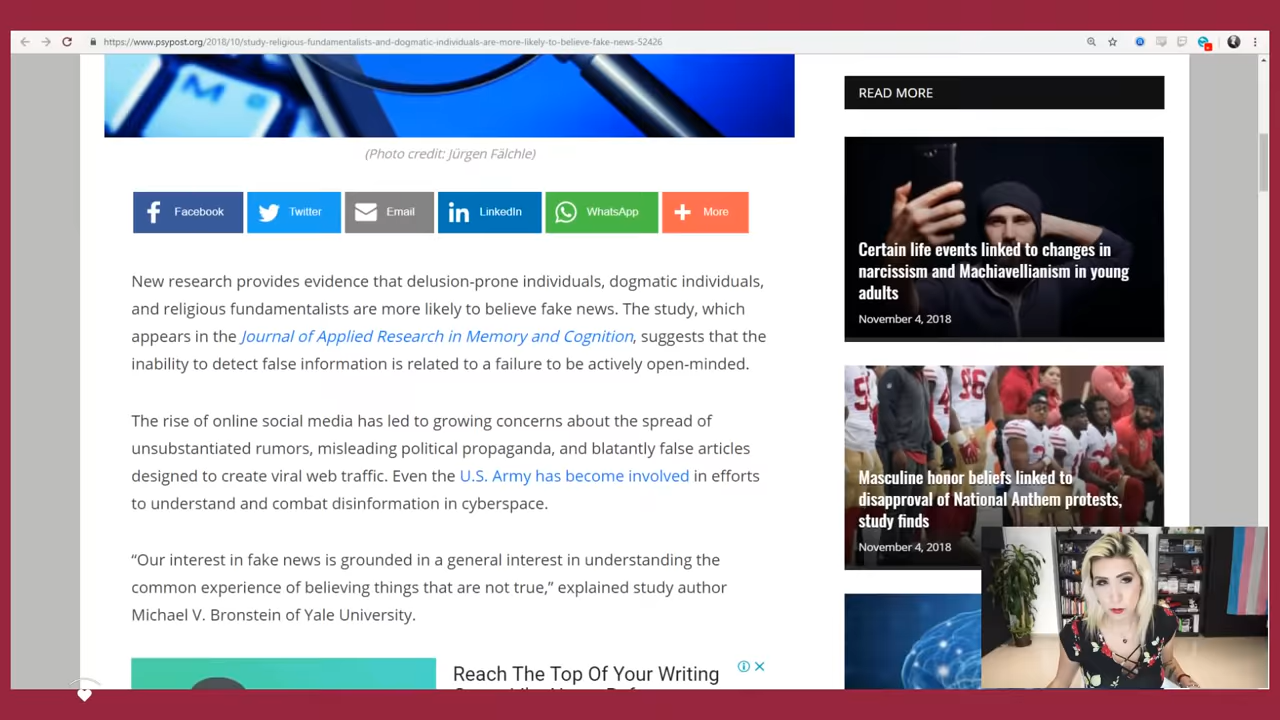 https://www.psypost.org/2018/10/study-religious-fundamentalists-and-dogmatic-individuals-are-more-likely-to-believe-fake-news-52426
M
(Photo credit: Jürgen Fälchle)
Facebook
Twitter
Email
LinkedIn
WhatsApp
More
New research provides evidence that delusion-prone individuals, dogmatic individuals,
and religious fundamentalists are more likely to believe fake news. The study, which
appears in the Journal of Applied Research in Memory and Cognition, suggests that the
inability to detect false information is related to a failure to be actively open-minded.
The rise of online social media has led to growing concerns about the spread of
unsubstantiated rumors, misleading political propaganda, and blatantly false articles
designed to create viral web traffic. Even the U.S. Army has become involved in efforts
to understand and combat disinformation in cyberspace.
“Our interest in fake news is grounded in a general interest in understanding the
common experience of believing things that are not true,” explained study author
Michael V. Bronstein of Yale University.
Reach The Top Of Your Writing
READ MORE
Certain life events linked to changes in
narcissism and Machiavellianism in young
adults
November 4, 2018
Masculine honor beliefs linked to
disapproval of National Anthem protests,
study finds
November 4, 2018